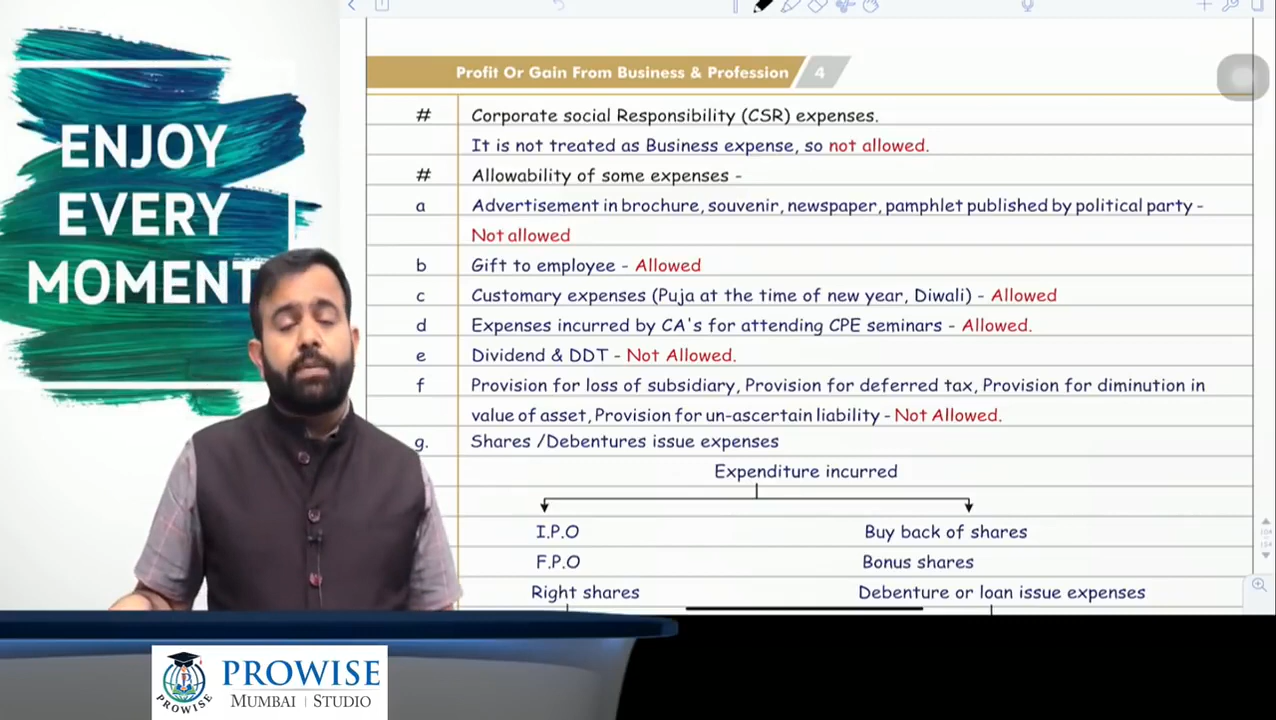 ENJOY
EVERY
MOMENT
Profit Or Gain From Business & Profession 4
# Corporate social Responsibility (CSR) expenses.
It is not treated as Business expense, so not allowed.
# Allowability of some expenses -
a Advertisement in brochure, souvenir, newspaper, pamphlet published by political party -
Not allowed
b Gift to employee - Allowed
c Customary expenses (Puja at the time of new year, Diwali) - Allowed
d Expenses incurred by CA's for attending CPE seminars - Allowed.
e Dividend & DDT - Not Allowed.
f Provision for loss of subsidiary, Provision for deferred tax, Provision for diminution in
value of asset, Provision for un-ascertain liability - Not Allowed.
g. Shares /Debentures issue expenses
Expenditure incurred
I.P.O Buy back of shares
F.P.O Bonus shares
Right shares Debenture or loan issue expenses
PROWISE
MUMBAI | STUDIO
PROWISE